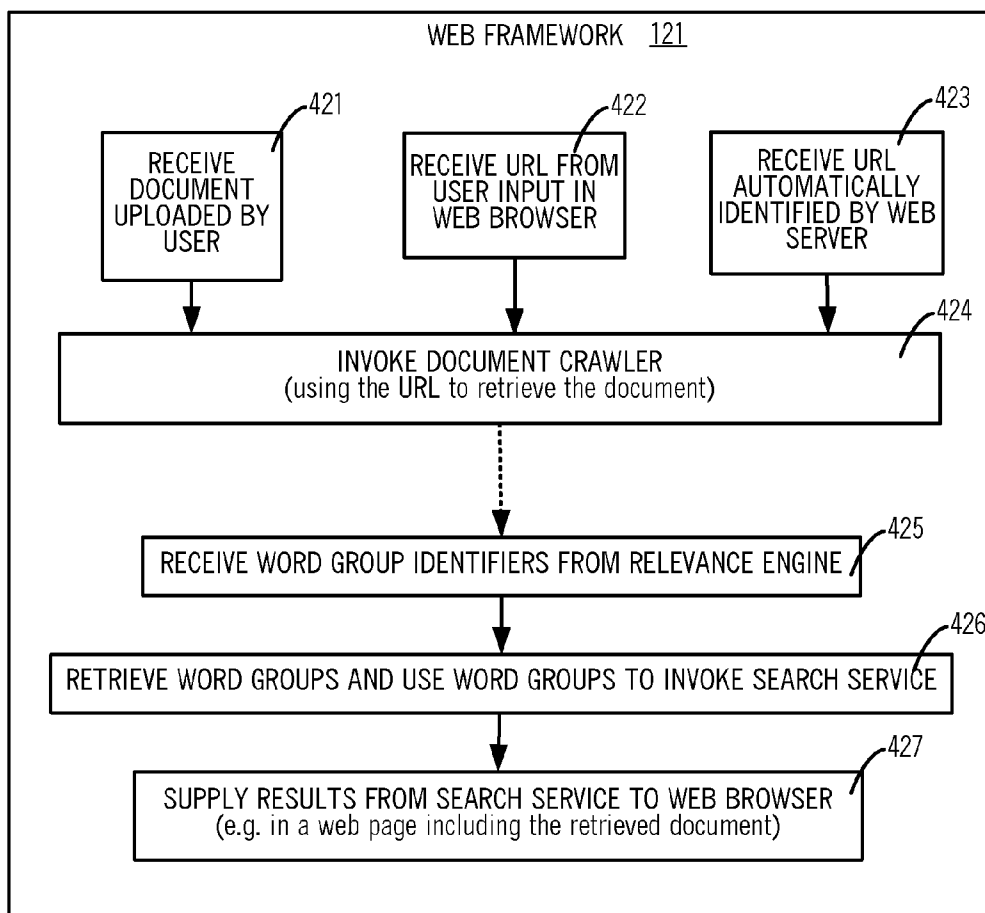 WEB FRAMEWORK 121
421
422
423
RECEIVE
DOCUMENT
UPLOADED BY
USER
RECEIVE URL FROM
USER INPUT IN
WEB BROWSER
RECEIVE URL
AUTOMATICALLY
IDENTIFIED BY WEB
SERVER
424
INVOKE DOCUMENT CRAWLER
(using the URL to retrieve the document)
425
RECEIVE WORD GROUP IDENTIFIERS FROM RELEVANCE ENGINE
426
RETRIEVE WORD GROUPS AND USE WORD GROUPS TO INVOKE SEARCH SERVICE
427
SUPPLY RESULTS FROM SEARCH SERVICE TO WEB BROWSER
(e.g. in a web page including the retrieved document)